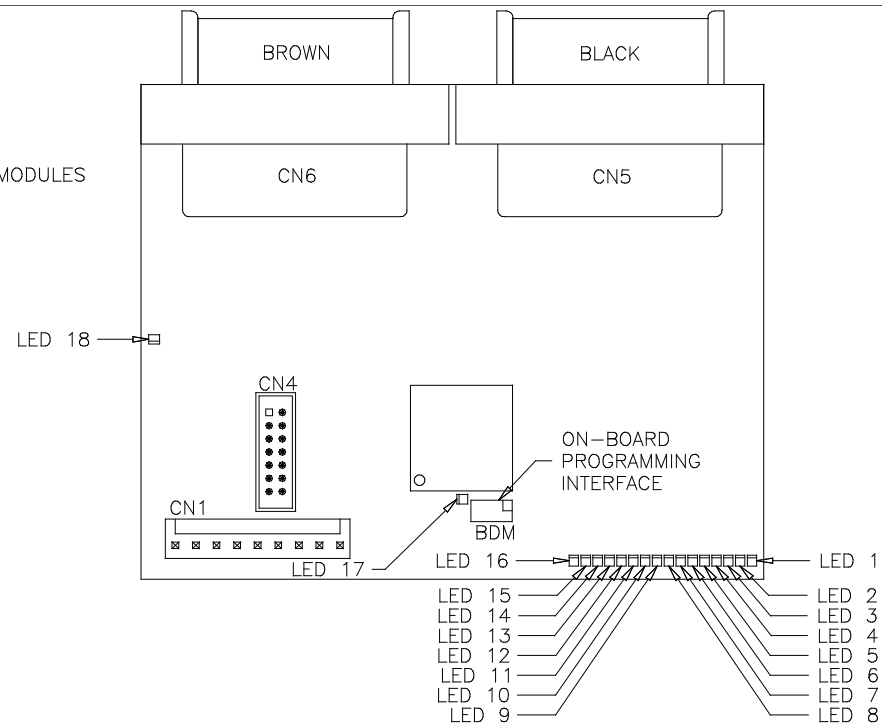 BROWN
BLACK
MODULES
CN6
CN5
LED 18
CN4
ON-BOARD
PROGRAMMING
INTERFACE
CN1
BDM
LED 17
LED 16
LED 1
LED 15
LED 2
LED 14
LED 3
LED 13
LED 4
LED 12
LED 5
LED 11
LED 6
LED 10
LED 7
LED 9
LED 8